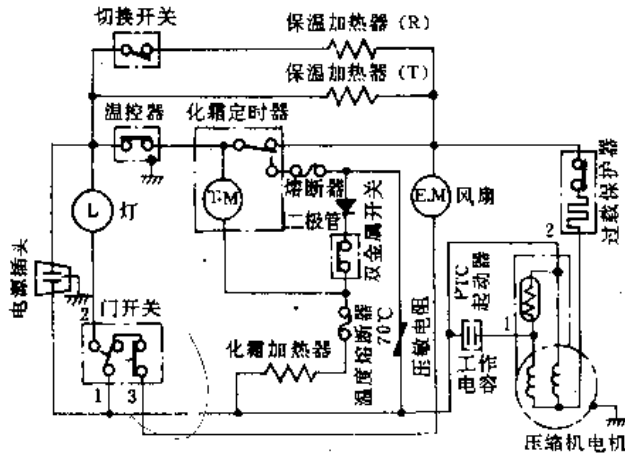 切换开关
保温加热器(R)
保温加热器(T)
温控器
化霜定时器
熔断器
T·M
二极管
双金属开关
E.M
风扇
过载保护器
L
灯
电源插头
门开关
2
1
3
化霜加热器
温度熔断器
70℃
压敏电阻
PTC
起动器
2
1
工作
电容
压缩机电机